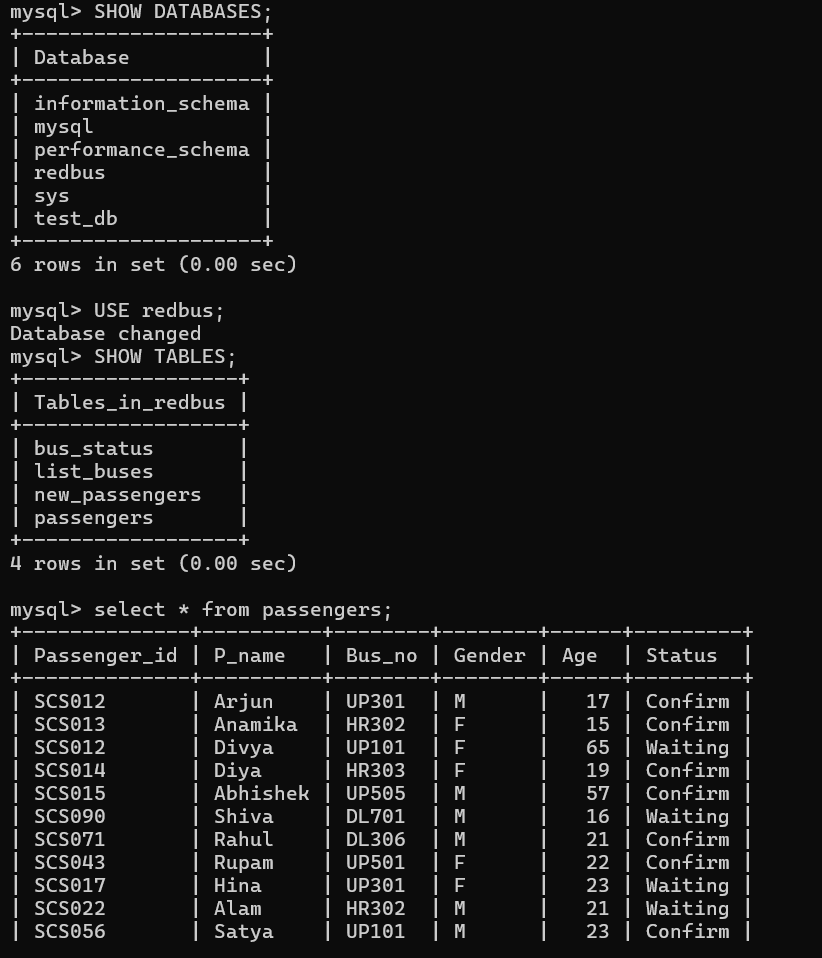 mysql> SHOW DATABASES;
+--------------------+
| Database           |
+--------------------+
| information_schema |
| mysql              |
| performance_schema |
| redbus             |
| sys                |
| test_db            |
+--------------------+
6 rows in set (0.00 sec)

mysql> USE redbus;
Database changed
mysql> SHOW TABLES;
+------------------+
| Tables_in_redbus |
+------------------+
| bus_status       |
| list_buses       |
| new_passengers   |
| passengers       |
+------------------+
4 rows in set (0.00 sec)

mysql> select * from passengers;
+--------------+----------+--------+--------+------+---------+
| Passenger_id | P_name   | Bus_no | Gender | Age  | Status  |
+--------------+----------+--------+--------+------+---------+
| SCS012       | Arjun    | UP301  | M      |   17 | Confirm |
| SCS013       | Anamika  | HR302  | F      |   15 | Confirm |
| SCS012       | Divya    | UP101  | F      |   65 | Waiting |
| SCS014       | Diya     | HR303  | F      |   19 | Confirm |
| SCS015       | Abhishek | UP505  | M      |   57 | Confirm |
| SCS090       | Shiva    | DL701  | M      |   16 | Waiting |
| SCS071       | Rahul    | DL306  | M      |   21 | Confirm |
| SCS043       | Rupam    | UP501  | F      |   22 | Confirm |
| SCS017       | Hina     | UP301  | F      |   23 | Waiting |
| SCS022       | Alam     | HR302  | M      |   21 | Waiting |
| SCS056       | Satya    | UP101  | M      |   23 | Confirm |